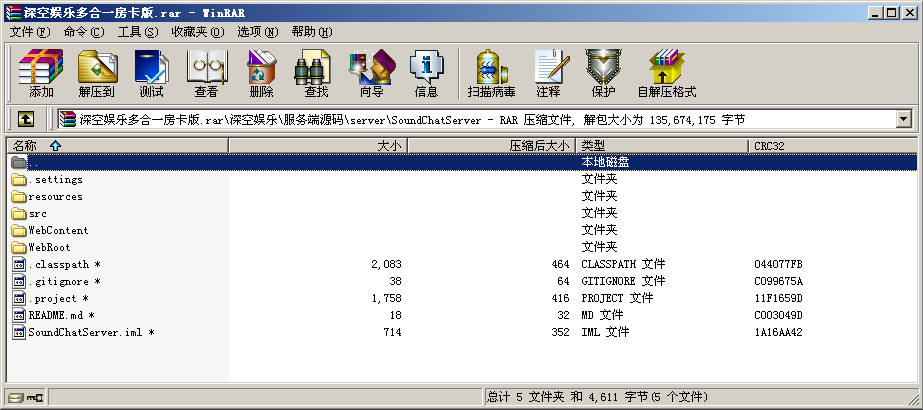 深空娱乐多合一房卡版.rar - WinRAR
文件(F) 命令(C) 工具(S) 收藏夹(O) 选项(N) 帮助(H)
添加 解压到 测试 查看 删除 查找 向导 信息 扫描病毒 注释 保护 自解压格式
深空娱乐多合一房卡版.rar\深空娱乐\服务端源码\server\SoundChatServer - RAR 压缩文件, 解包大小为 135,674,175 字节
名称 大小 压缩后大小 类型 CRC32
.. 本地磁盘
.settings 文件夹
resources 文件夹
src 文件夹
WebContent 文件夹
WebRoot 文件夹
.classpath * 2,083 464 CLASSPATH 文件 044077FB
.gitignore * 38 64 GITIGNORE 文件 C099675A
.project * 1,758 416 PROJECT 文件 11F1659D
README.md * 18 32 MD 文件 C003049D
SoundChatServer.iml * 714 352 IML 文件 1A16AA42
总计 5 文件夹 和 4,611 字节(5 个文件)